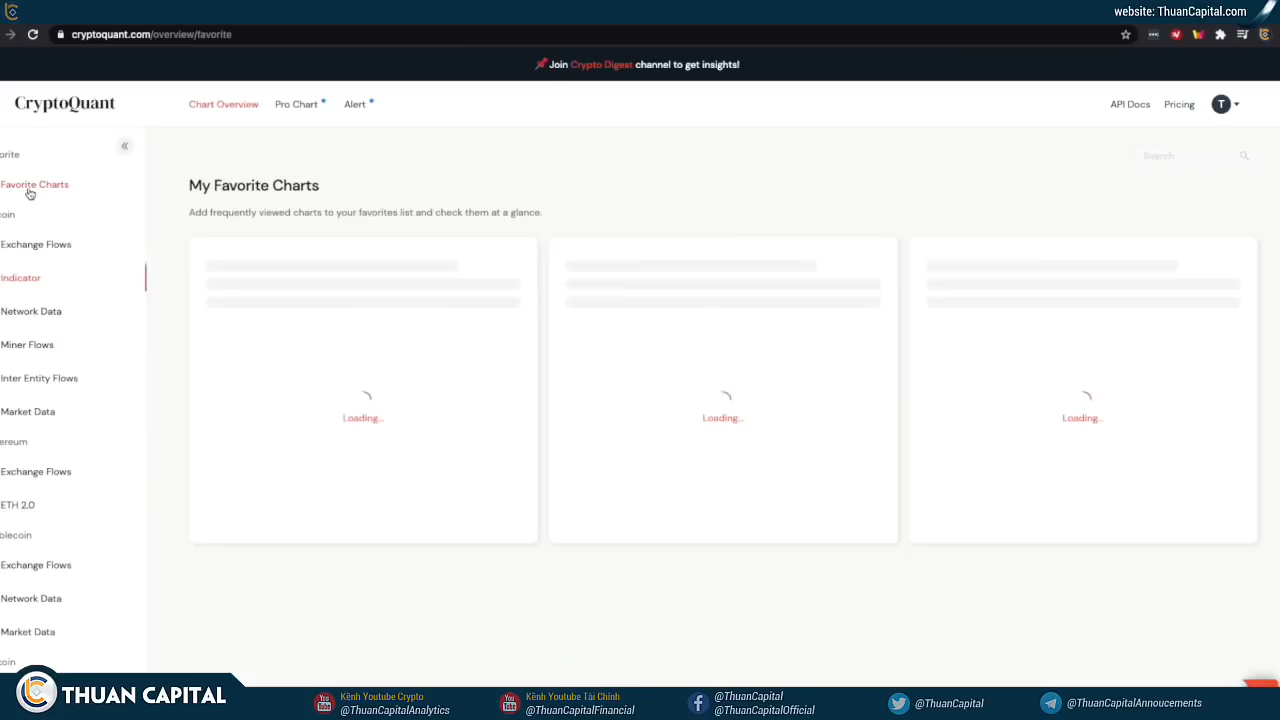 website: ThuanCapital.com
cryptoquant.com/overview/favorite
Join Crypto Digest channel to get insights!
CryptoQuant
Chart Overview
Pro Chart
Alert
API Docs
Pricing
T
orite
Search
Favorite Charts
My Favorite Charts
coin
Add frequently viewed charts to your favorites list and check them at a glance.
Exchange Flows
Indicator
Network Data
Miner Flows
Inter Entity Flows
Market Data
Loading...
Loading...
Loading...
ereum
Exchange Flows
ETH 2.0
blecoin
Exchange Flows
Network Data
Market Data
coin
THUAN CAPITAL
Kênh Youtube Crypto
@ThuanCapitalAnalytics
Kênh Youtube Tài Chính
@ThuanCapitalFinancial
@ThuanCapital
@ThuanCapitalOfficial
@ThuanCapital
@ThuanCapitalAnnoucements